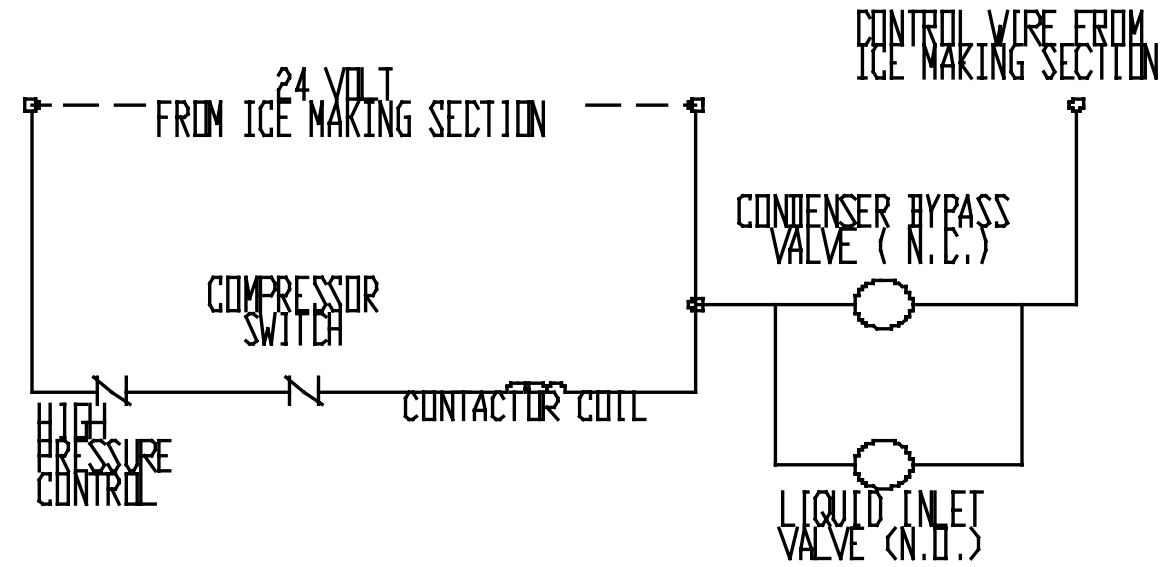 CONTROL WIRE FROM
ICE MAKING SECTION
24 VOLT
FROM ICE MAKING SECTION
CONDENSER BYPASS
VALVE ( N.C.)
COMPRESSOR
SWITCH
CONTACTOR COIL
HIGH
PRESSURE
CONTROL
LIQUID INLET
VALVE (N.O.)